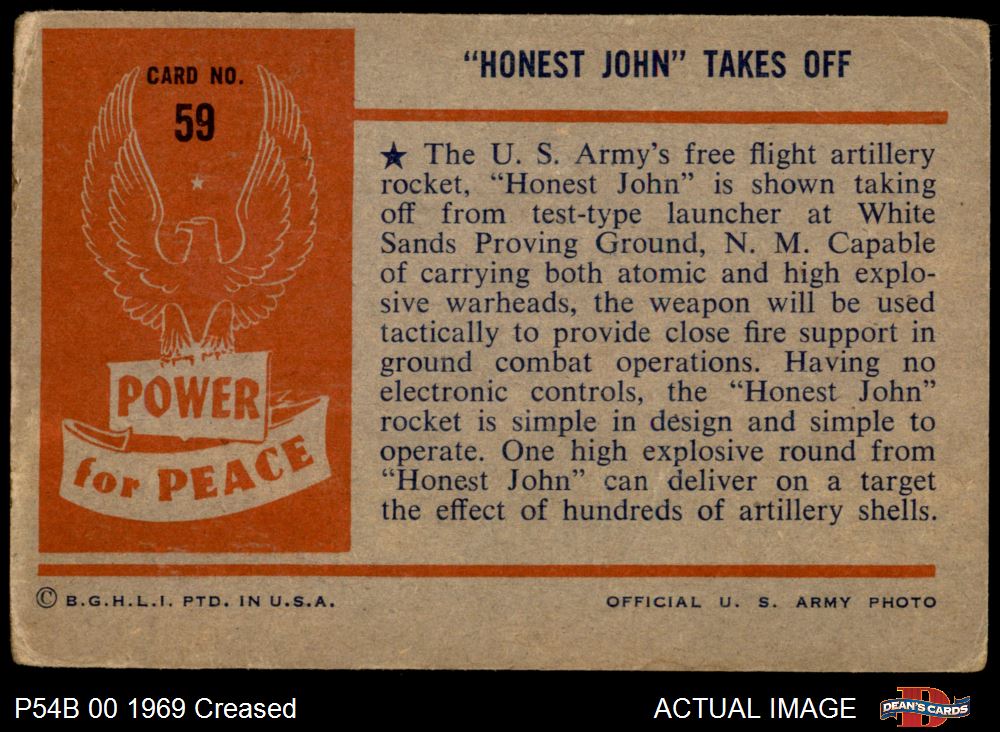 CARD NO.
59
POWER
for PEACE
"HONEST JOHN" TAKES OFF
★ The U. S. Army's free flight artillery
rocket, "Honest John" is shown taking
off from test-type launcher at White
Sands Proving Ground, N. M. Capable
of carrying both atomic and high explo-
sive warheads, the weapon will be used
tactically to provide close fire support in
ground combat operations. Having no
electronic controls, the "Honest John"
rocket is simple in design and simple to
operate. One high explosive round from
"Honest John" can deliver on a target
the effect of hundreds of artillery shells.
© B.G.H.L.I. PTD. IN U.S.A.
OFFICIAL U. S. ARMY PHOTO
P54B 00 1969 Creased
ACTUAL IMAGE
D
DEAN'S CARDS